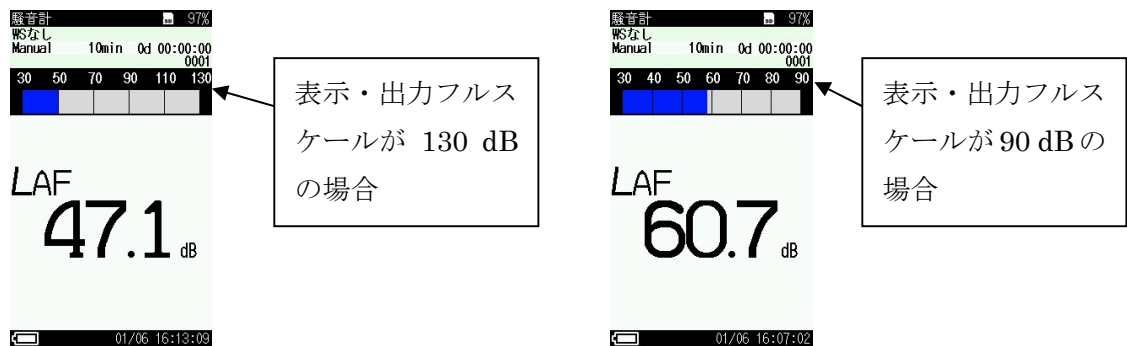 騒音計 97%
WSなし
Manual 10min 0d 00:00:00
0001
30 50 70 90 110 130
LAF
47.1 dB
01/06 16:13:09
表示・出力フルス
ケールが 130 dB
の場合
騒音計 97%
WSなし
Manual 10min 0d 00:00:00
0001
30 40 50 60 70 80 90
LAF
60.7 dB
01/06 16:07:02
表示・出力フルス
ケールが 90 dB の
場合